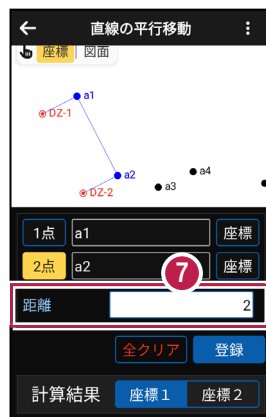 直線の平行移動
座標 図面
a1
DZ-1
a2
a4
DZ-2
a3
1点 a1 座標
2点 a2 座標
7
距離 2
全クリア 登録
計算結果 座標１ 座標２